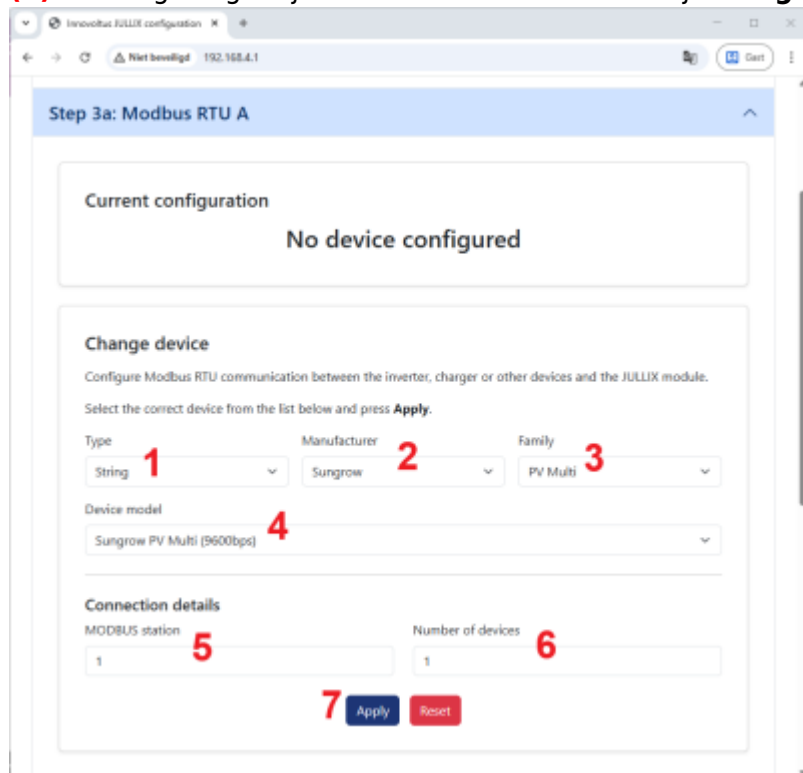 Innovoltus JULLIX configuration
Niet beveiligd 192.168.4.1
Gast
Step 3a: Modbus RTU A
Current configuration
No device configured
Change device
Configure Modbus RTU communication between the inverter, charger or other devices and the JULLIX module.
Select the correct device from the list below and press Apply.
Type Manufacturer Family
1 2 3
String Sungrow PV Multi
Device model
4
Sungrow PV Multi (9600bps)
Connection details
MODBUS station Number of devices
5 6
1 1
7 Apply Reset